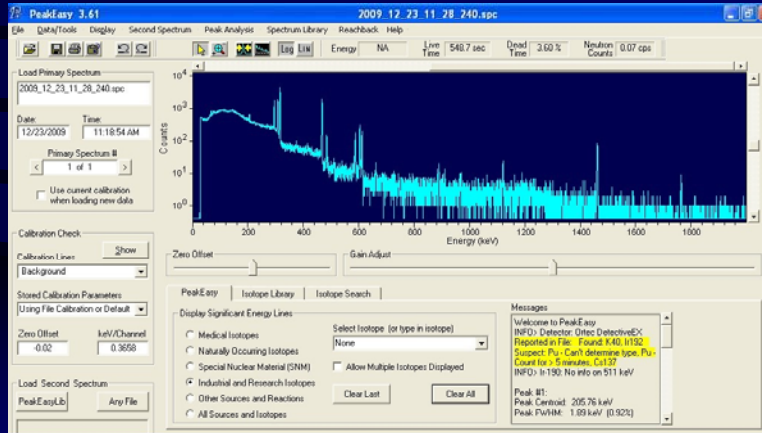 PeakEasy 3.61 2009_12_23_11_28_240.spc
File Data/Tools Display Second Spectrum Peak Analysis Spectrum Library Reachback Help
Log LIN Energy NA Live Time 548.7 sec Dead Time 3.60 % Neutron Counts 0.07 cps
Load Primary Spectrum
2009_12_23_11_28_240.spc
Date: Time:
12/23/2009 11:18:54 AM
Primary Spectrum #
< 1 of 1 >
Use current calibration
when loading new data
Calibration Check
Show
Calibration Lines
Background
Stored Calibration Parameters
Using File Calibration or Default
Zero Offset keV/Channel
-0.02 0.3658
Load Second Spectrum
PeakEasyLib Any File
Counts
10^4
10^3
10^2
10^1
10^0
0 200 400 600 800 1000 1200 1400 1600 1800
Energy (keV)
Zero Offset Gain Adjust
PeakEasy Isotope Library Isotope Search
Display Significant Energy Lines
Medical Isotopes
Naturally Occurring Isotopes
Special Nuclear Material (SNM)
Industrial and Research Isotopes
Other Sources and Reactions
All Sources and Isotopes
Select Isotope (or type in isotope)
None
Allow Multiple Isotopes Displayed
Clear Last Clear All
Messages
Welcome to PeakEasy
INFO> Detector: Ortec DetectiveEX
Reported in File: Found: K40, Ir192
Suspect: Pu - Can't determine type, Pu -
Count for > 5 minutes, Cs137
INFO> Ir-190: No info on 511 keV
Peak #1:
Peak Centroid: 205.76 keV
Peak FWHM: 1.89 keV (0.92%)